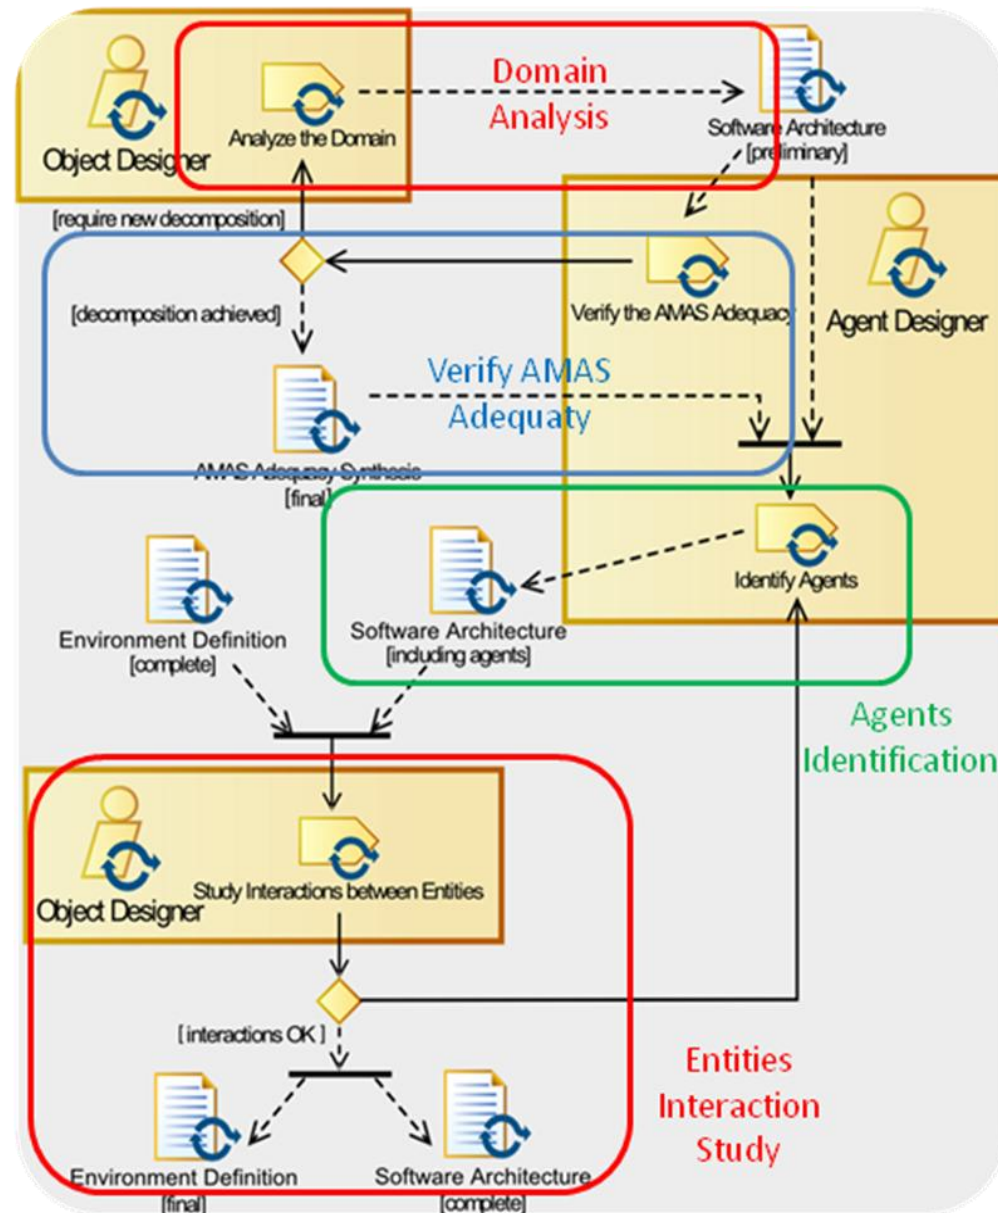 Domain
Analysis
Analyze the Domain
Object Designer
Software Architecture
[preliminary]
[require new decomposition]
[decomposition achieved]
Verify the AMAS Adequacy
Agent Designer
Verify AMAS
Adequaty
AMAS Adequacy Synthesis
[final]
Identify Agents
Environment Definition
[complete]
Software Architecture
[including agents]
Agents
Identification
Study Interactions between Entities
Object Designer
[ interactions OK ]
Entities
Interaction
Study
Environment Definition
[final]
Software Architecture
[complete]